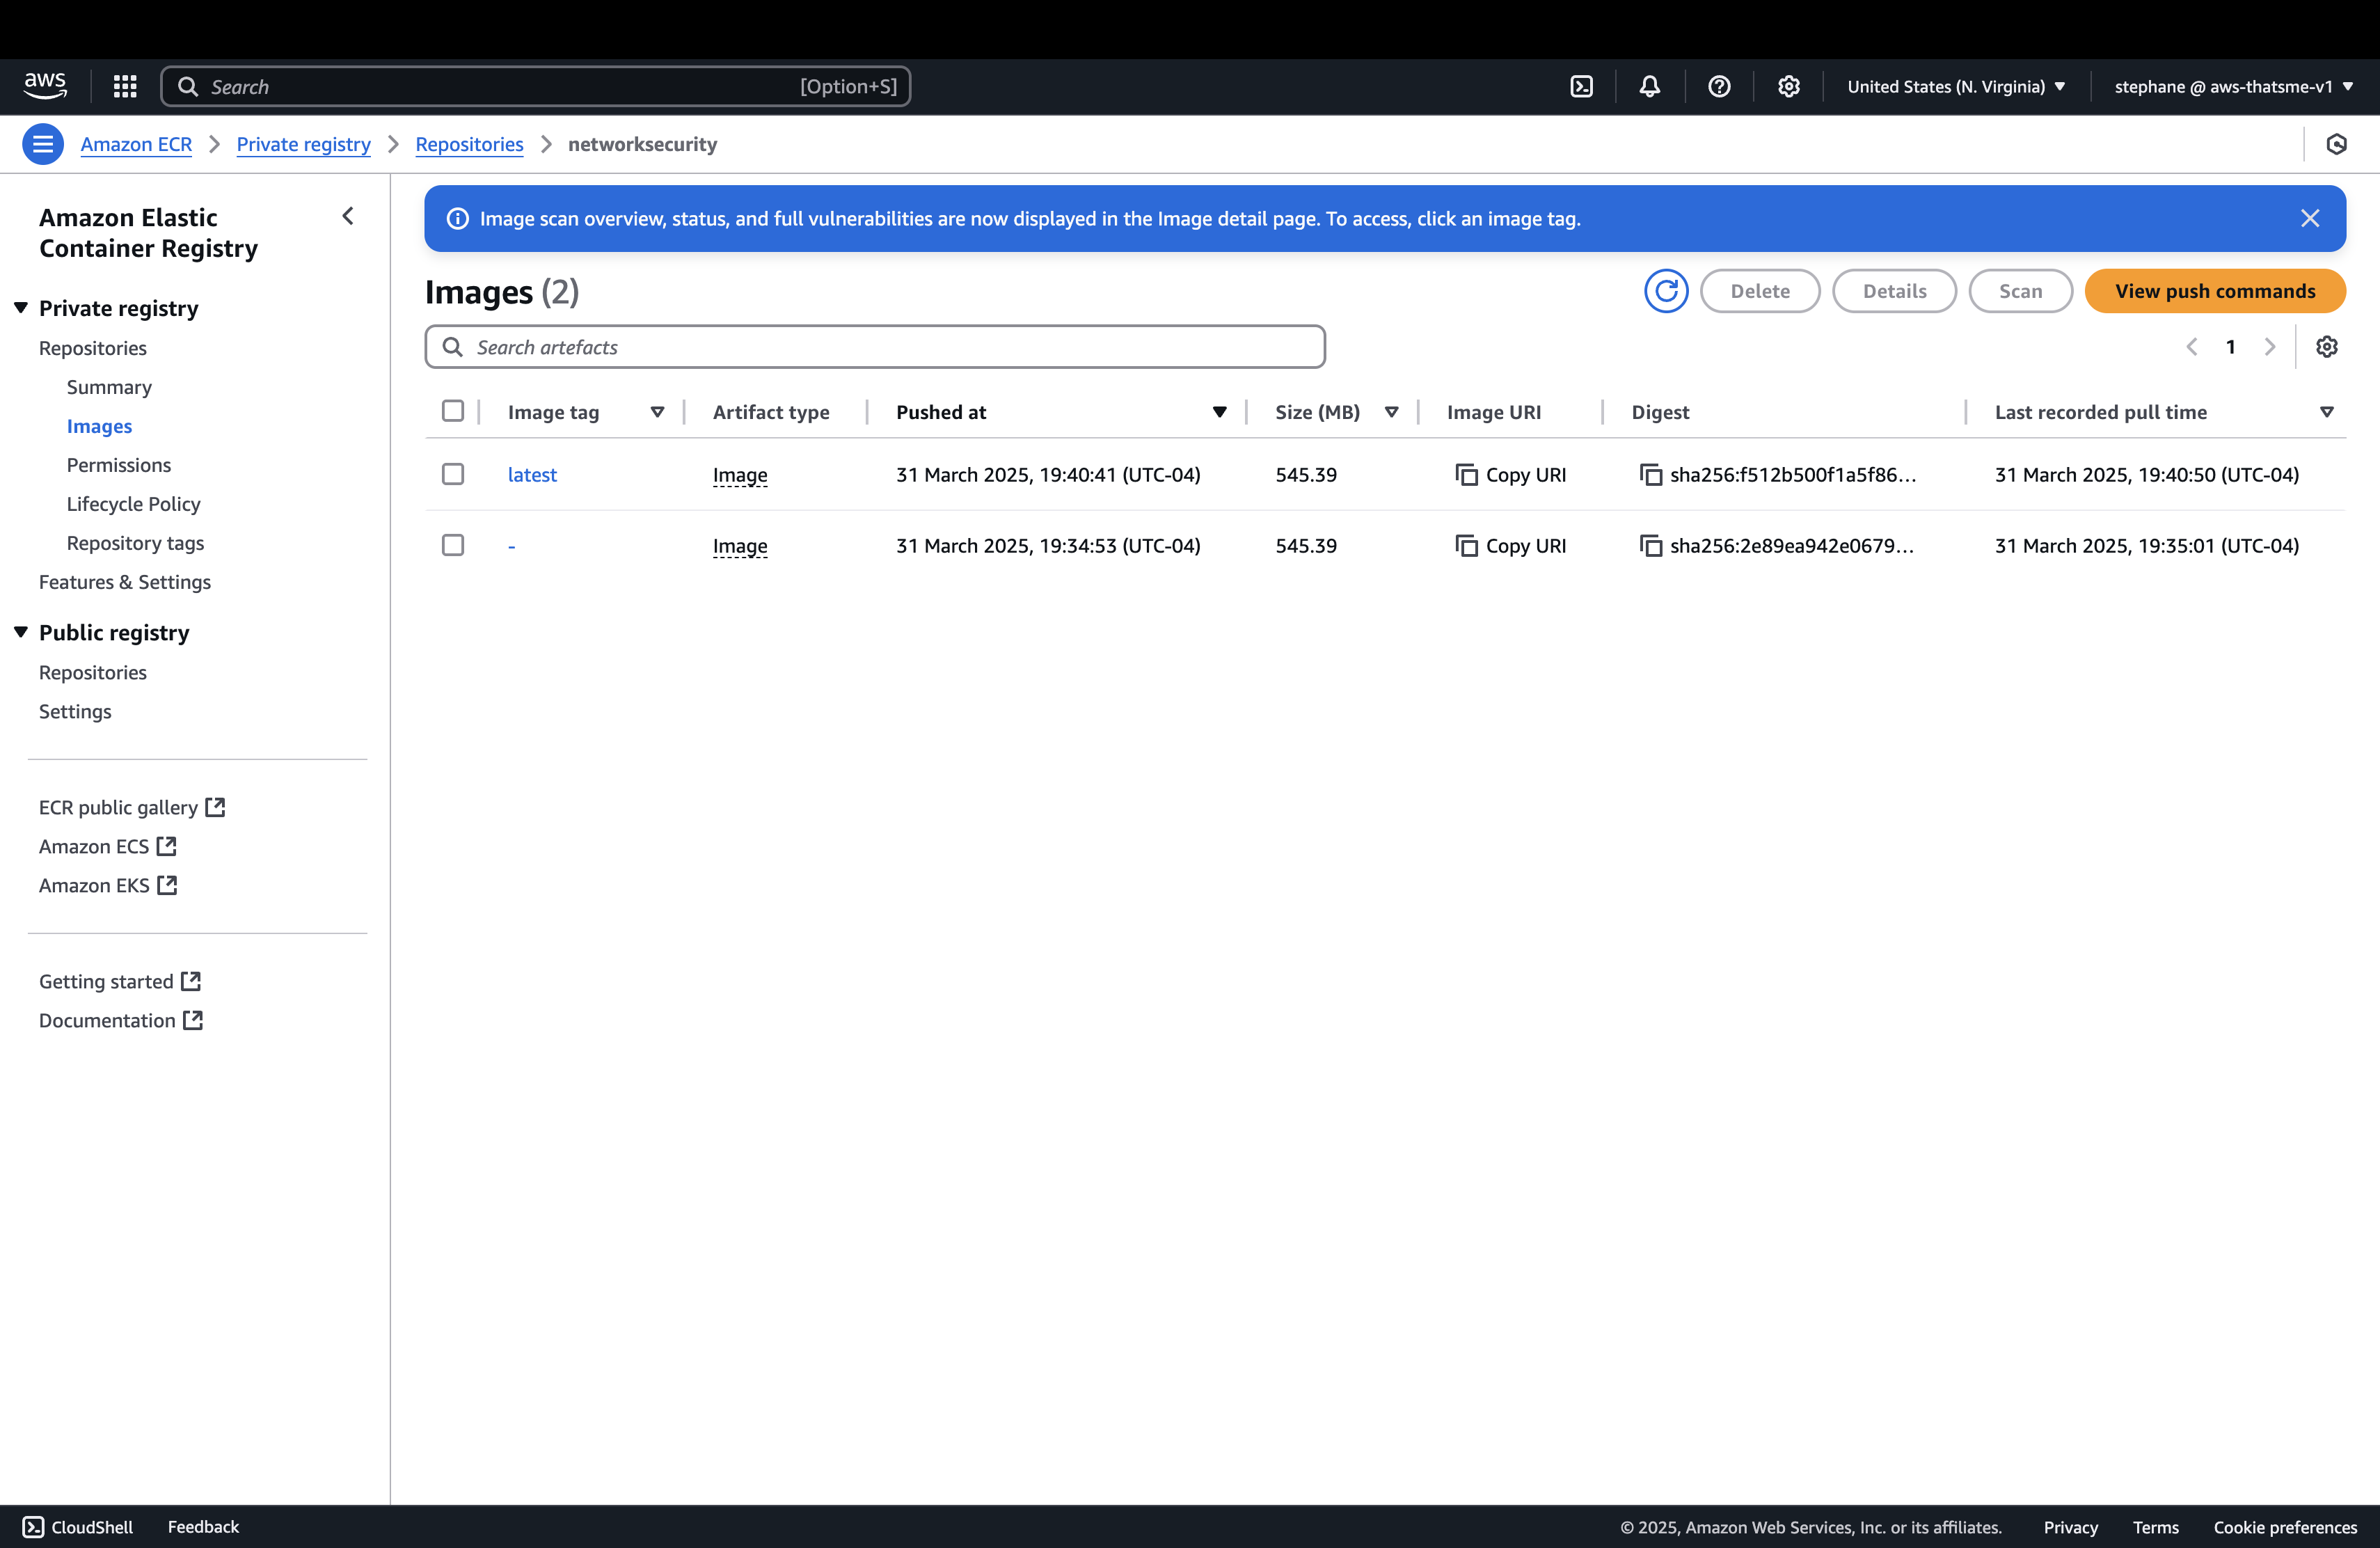 aws
Search [Option+S]
United States (N. Virginia)
stephane @ aws-thatsme-v1
Amazon ECR
Private registry
Repositories
networksecurity
Amazon Elastic
Container Registry
Private registry
Repositories
Summary
Images
Permissions
Lifecycle Policy
Repository tags
Features & Settings
Public registry
Repositories
Settings
ECR public gallery
Amazon ECS
Amazon EKS
Getting started
Documentation
Image scan overview, status, and full vulnerabilities are now displayed in the Image detail page. To access, click an image tag.
Images (2)
Delete
Details
Scan
View push commands
Search artefacts
1
Image tag Artifact type Pushed at Size (MB) Image URI Digest Last recorded pull time
latest Image 31 March 2025, 19:40:41 (UTC-04) 545.39 Copy URI sha256:f512b500f1a5f86... 31 March 2025, 19:40:50 (UTC-04)
- Image 31 March 2025, 19:34:53 (UTC-04) 545.39 Copy URI sha256:2e89ea942e0679... 31 March 2025, 19:35:01 (UTC-04)
CloudShell
Feedback
© 2025, Amazon Web Services, Inc. or its affiliates.
Privacy
Terms
Cookie preferences